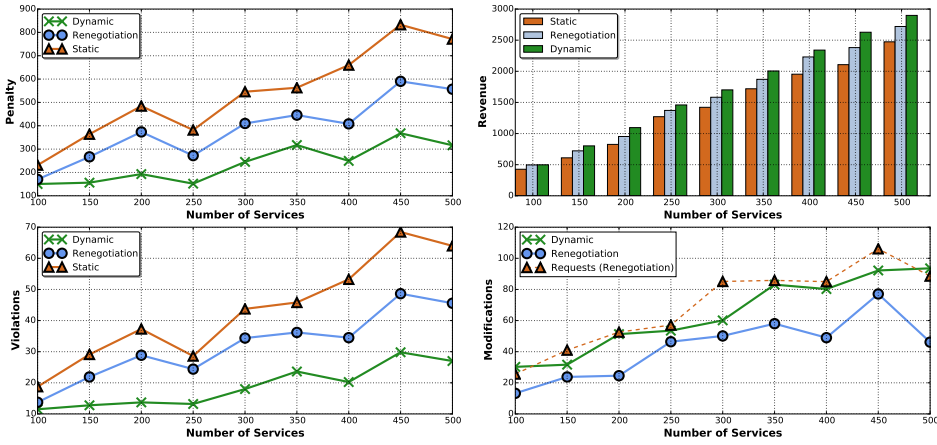 900
800
700
600
500
400
300
200
100
Penalty
Dynamic
Renegotiation
Static
100 150 200 250 300 350 400 450 500
Number of Services
3000
2500
2000
1500
1000
500
0
Revenue
Static
Renegotiation
Dynamic
100 150 200 250 300 350 400 450 500
Number of Services
70
60
50
40
30
20
10
Violations
Dynamic
Renegotiation
Static
100 150 200 250 300 350 400 450 500
Number of Services
120
100
80
60
40
20
0
Modifications
Dynamic
Renegotiation
Requests (Renegotiation)
100 150 200 250 300 350 400 450 500
Number of Services